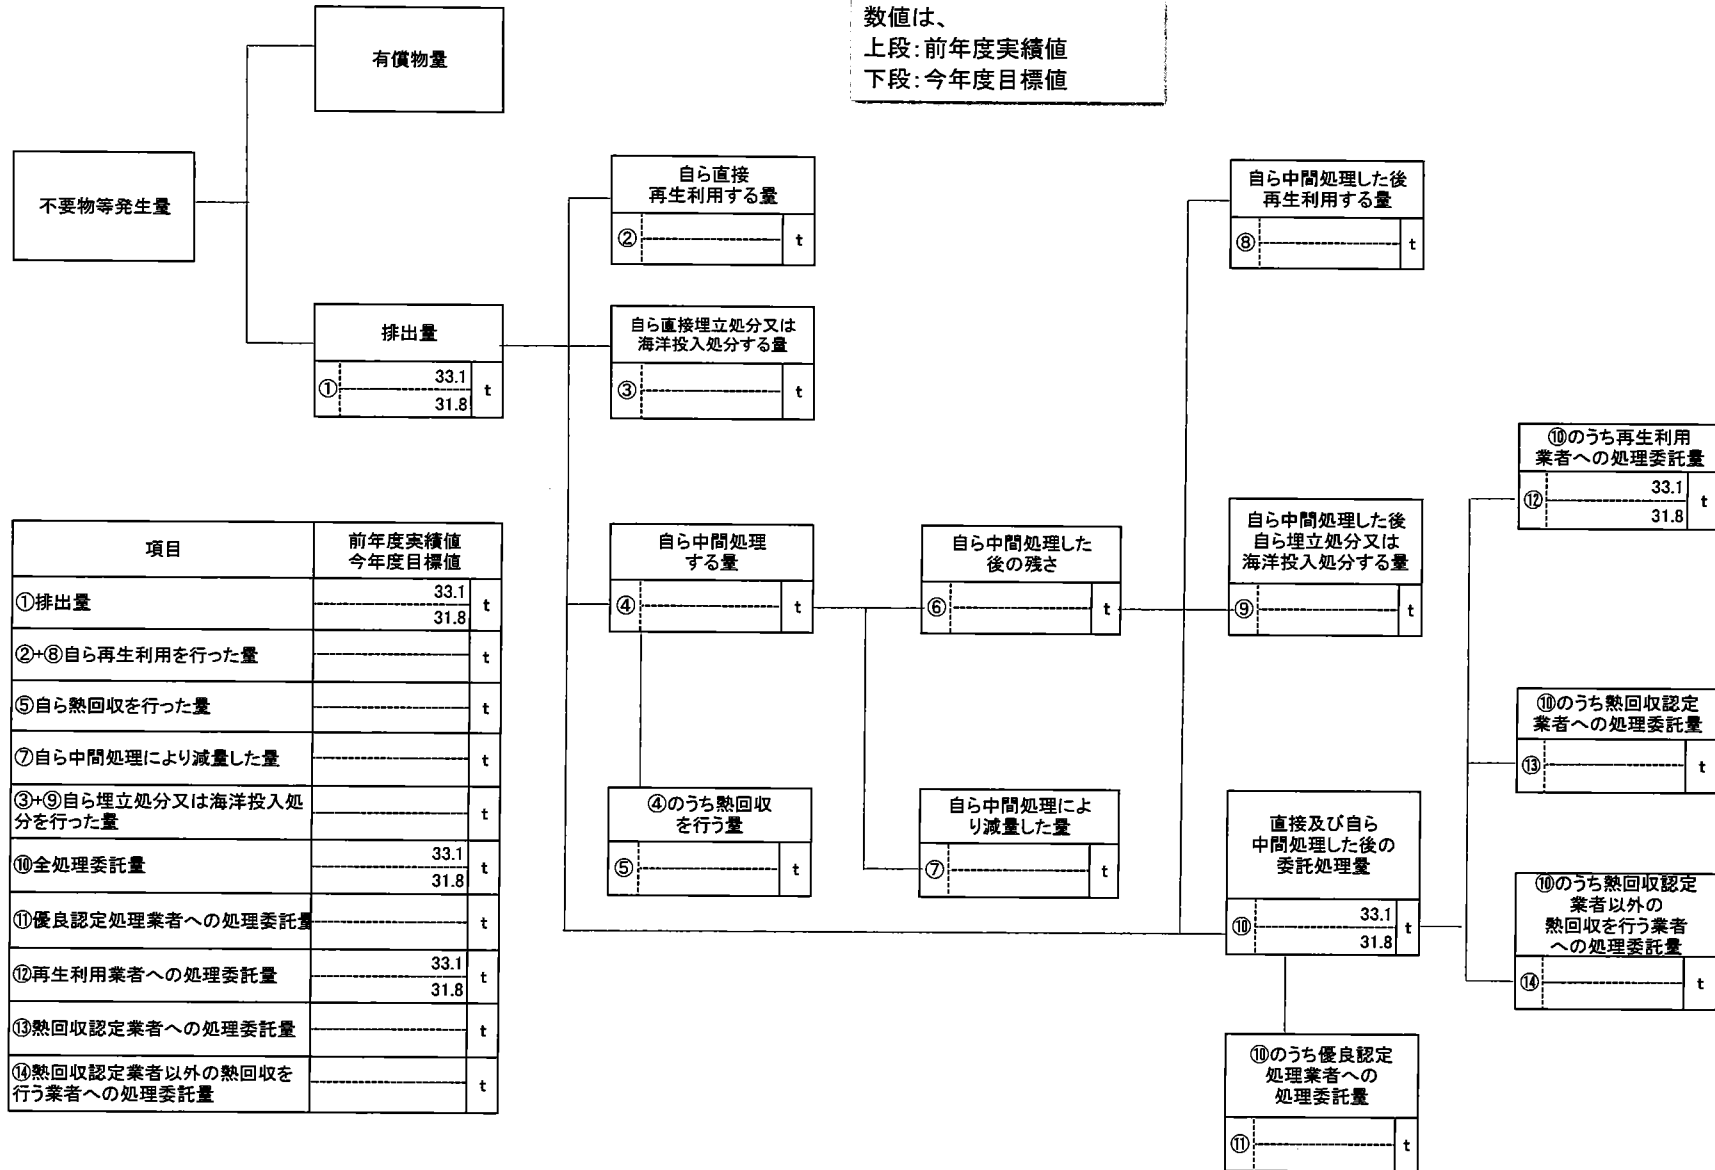 数値は、
上段:前年度実績値
下段:今年度目標値
有償物量
不要物等発生量
排出量
① 33.1 t
31.8
自ら直接
再生利用する量
② t
自ら直接埋立処分又は
海洋投入処分する量
③ t
自ら中間処理
する量
④ t
④のうち熱回収
を行う量
⑤ t
自ら中間処理した
後の残さ
⑥ t
自ら中間処理によ
り減量した量
⑦ t
自ら中間処理した後
再生利用する量
⑧ t
自ら中間処理した後
自ら埋立処分又は
海洋投入処分する量
⑨ t
直接及び自ら
中間処理した後の
委託処理量
⑩ 33.1 t
31.8
⑩のうち優良認定
処理業者への
処理委託量
⑪ t
⑩のうち再生利用
業者への処理委託量
⑫ 33.1 t
31.8
⑩のうち熱回収認定
業者への処理委託量
⑬ t
⑩のうち熱回収認定
業者以外の
熱回収を行う業者
への処理委託量
⑭ t
項目 前年度実績値
今年度目標値
①排出量 33.1 t
31.8
②+⑧自ら再生利用を行った量 t
⑤自ら熱回収を行った量 t
⑦自ら中間処理により減量した量 t
③+⑨自ら埋立処分又は海洋投入処
分を行った量 t
⑩全処理委託量 33.1 t
31.8
⑪優良認定処理業者への処理委託量 t
⑫再生利用業者への処理委託量 33.1 t
31.8
⑬熱回収認定業者への処理委託量 t
⑭熱回収認定業者以外の熱回収を
行う業者への処理委託量 t